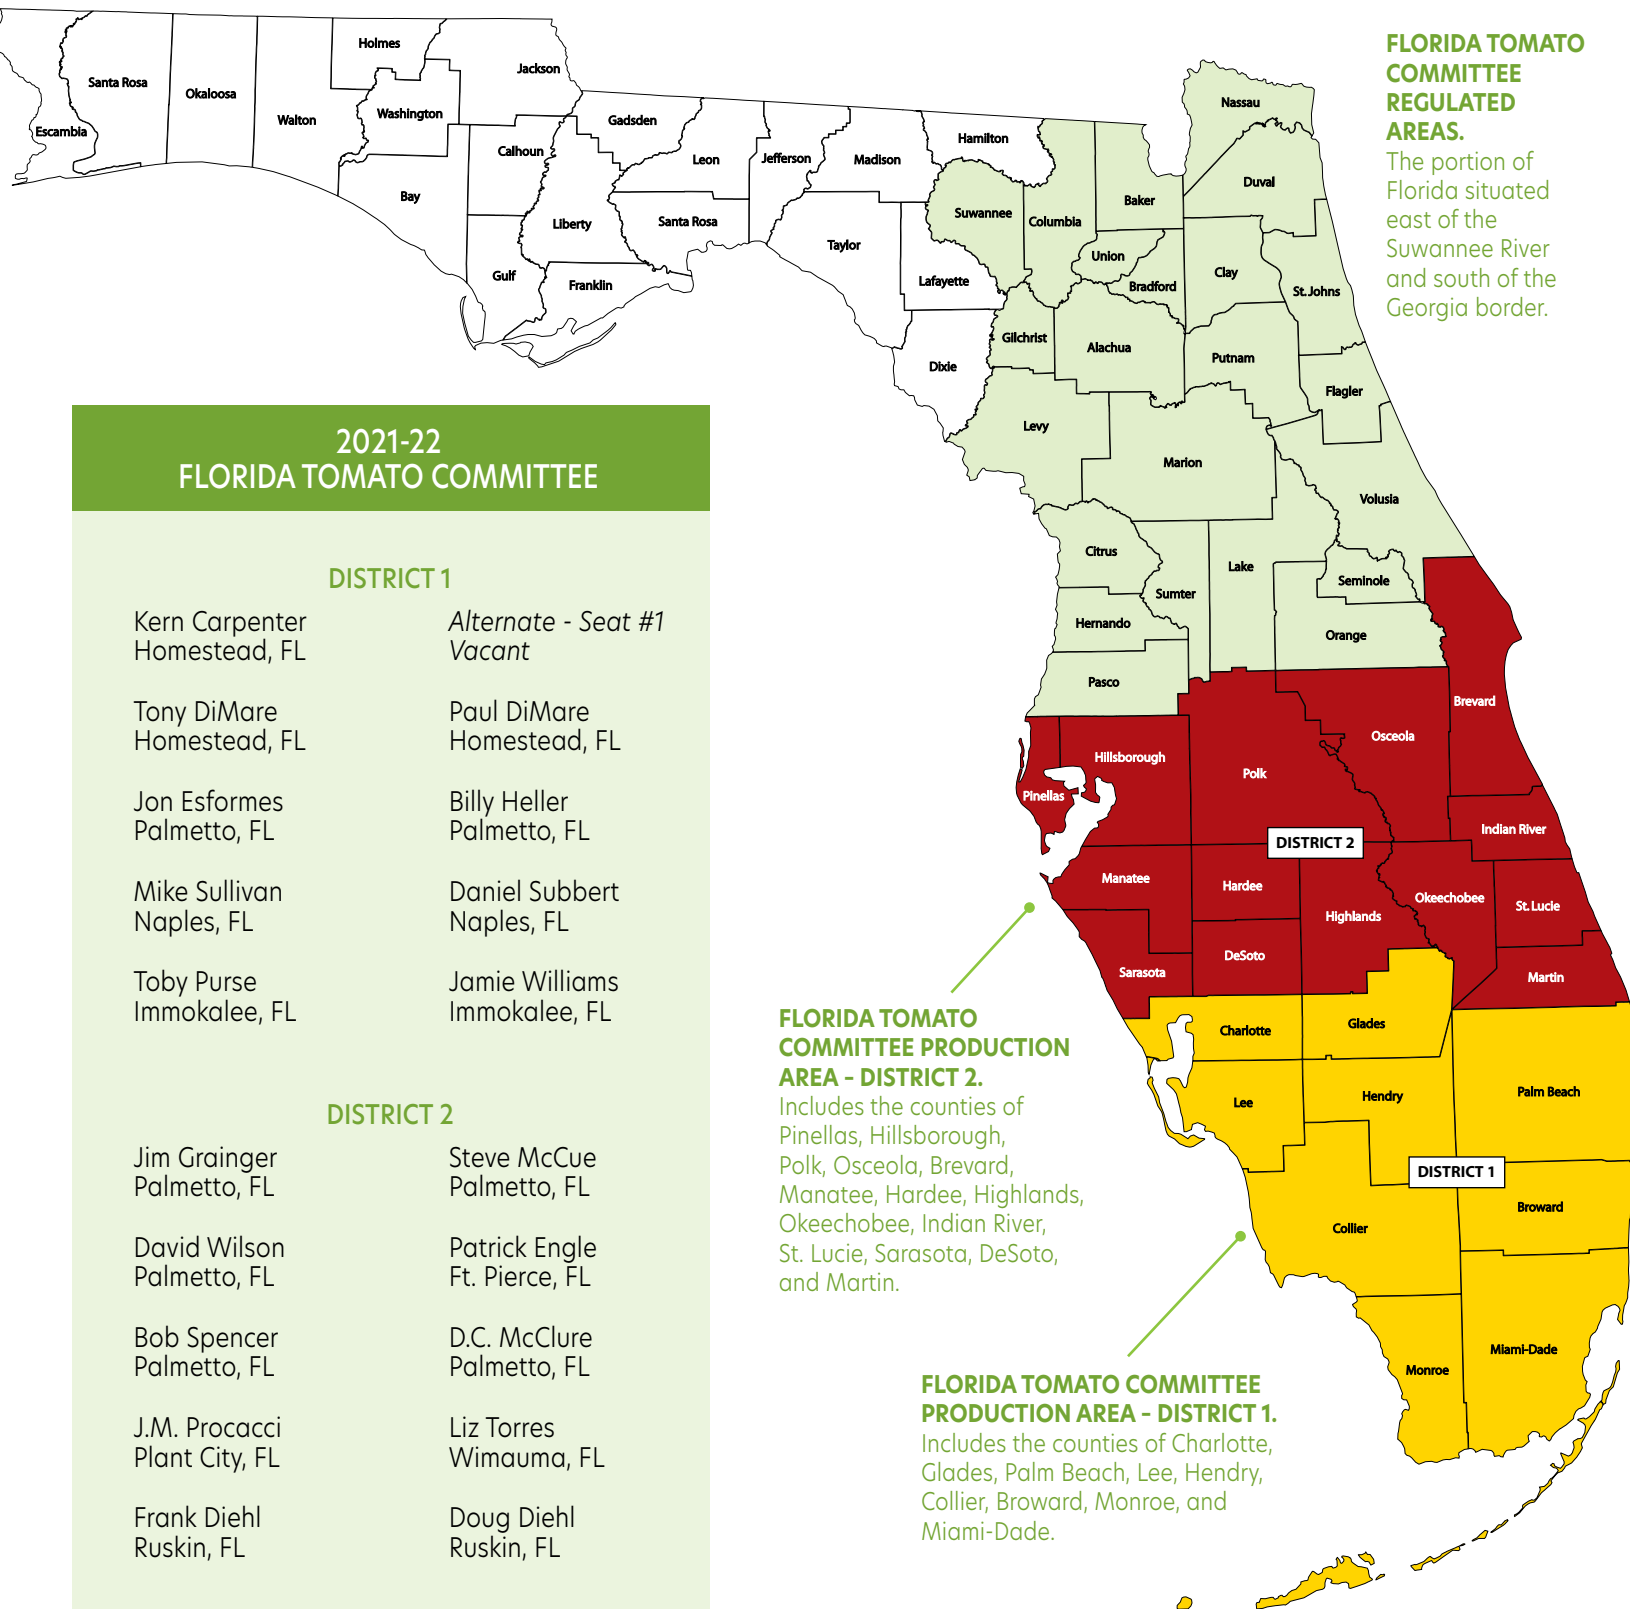 Holmes
Jackson
Santa Rosa
Okaloosa
Walton
Washington
Escambia
Gadsden
Calhoun
Leon
Jefferson
Madison
Hamilton
Bay
Liberty
Santa Rosa
Taylor
Gulf
Franklin
Lafayette
Dixie
Nassau
Duval
Baker
Suwannee
Columbia
Union
Bradford
Clay
St. Johns
Gilchrist
Alachua
Putnam
Flagler
Levy
Marion
Volusia
Citrus
Lake
Seminole
Sumter
Hernando
Orange
Pasco
Brevard
Osceola
Hillsborough
Polk
Pinellas
Indian River
DISTRICT 2
Manatee
Hardee
Okeechobee
St. Lucie
Highlands
DeSoto
Sarasota
Martin
Charlotte
Glades
Palm Beach
Hendry
Lee
DISTRICT 1
Broward
Collier
Miami-Dade
Monroe
FLORIDA TOMATO
COMMITTEE
REGULATED
AREAS.
The portion of
Florida situated
east of the
Suwannee River
and south of the
Georgia border.
2021-22
FLORIDA TOMATO COMMITTEE
DISTRICT 1
Kern Carpenter
Homestead, FL
Alternate - Seat #1
Vacant
Tony DiMare
Homestead, FL
Paul DiMare
Homestead, FL
Jon Esformes
Palmetto, FL
Billy Heller
Palmetto, FL
Mike Sullivan
Naples, FL
Daniel Subbert
Naples, FL
Toby Purse
Immokalee, FL
Jamie Williams
Immokalee, FL
DISTRICT 2
Jim Grainger
Palmetto, FL
Steve McCue
Palmetto, FL
David Wilson
Palmetto, FL
Patrick Engle
Ft. Pierce, FL
Bob Spencer
Palmetto, FL
D.C. McClure
Palmetto, FL
J.M. Procacci
Plant City, FL
Liz Torres
Wimauma, FL
Frank Diehl
Ruskin, FL
Doug Diehl
Ruskin, FL
FLORIDA TOMATO
COMMITTEE PRODUCTION
AREA – DISTRICT 2.
Includes the counties of
Pinellas, Hillsborough,
Polk, Osceola, Brevard,
Manatee, Hardee, Highlands,
Okeechobee, Indian River,
St. Lucie, Sarasota, DeSoto,
and Martin.
FLORIDA TOMATO COMMITTEE
PRODUCTION AREA – DISTRICT 1.
Includes the counties of Charlotte,
Glades, Palm Beach, Lee, Hendry,
Collier, Broward, Monroe, and
Miami-Dade.